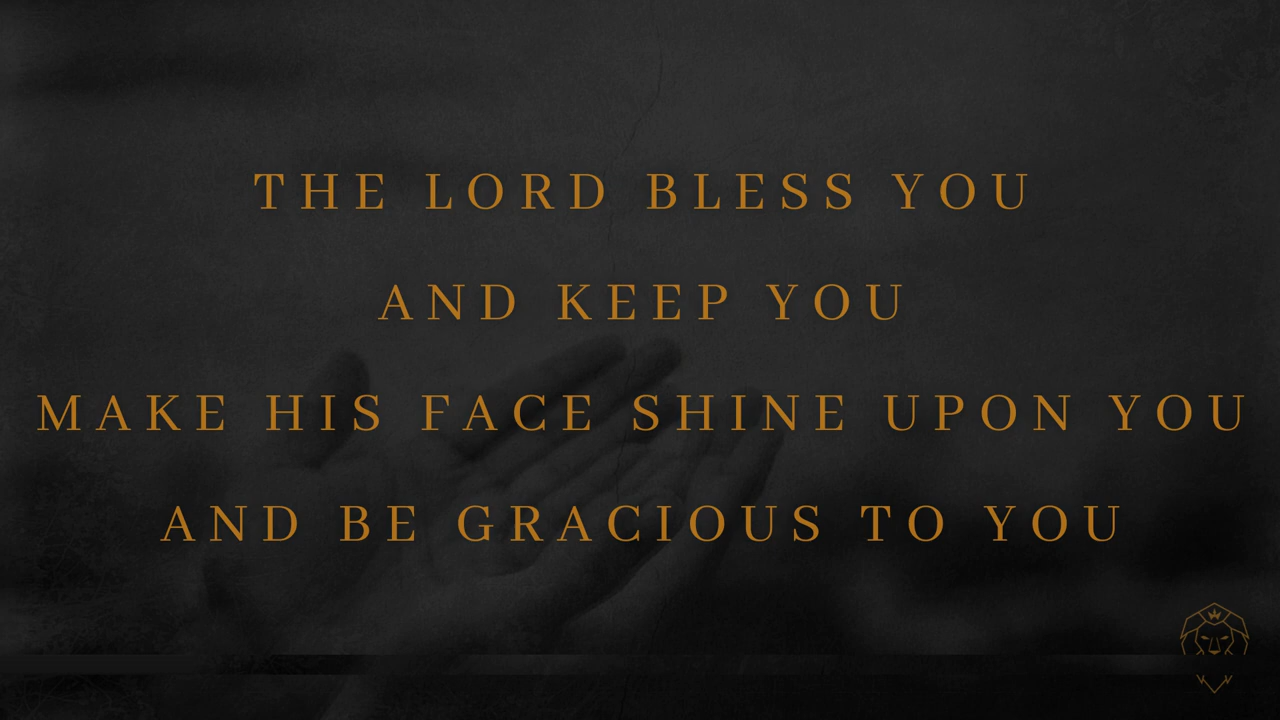 THE LORD BLESS YOU
AND KEEP YOU
MAKE HIS FACE SHINE UPON YOU
AND BE GRACIOUS TO YOU